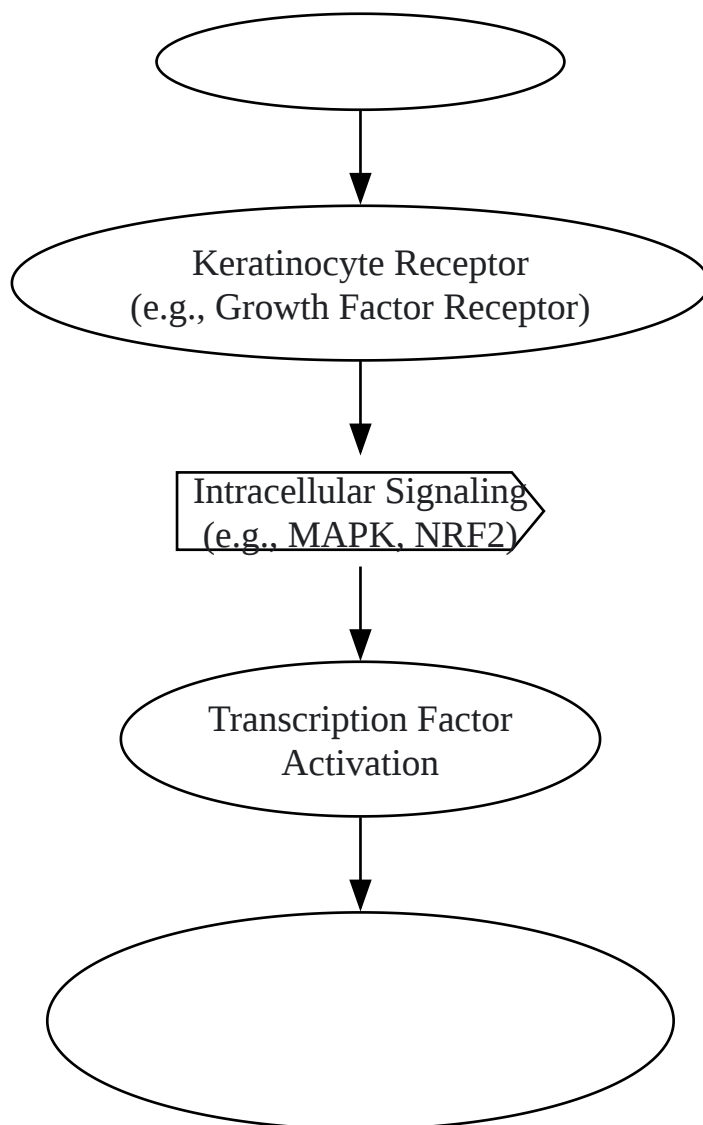 Keratinocyte Receptor
(e.g., Growth Factor Receptor)
Intracellular Signaling
(e.g., MAPK, NRF2)
Transcription Factor
Activation